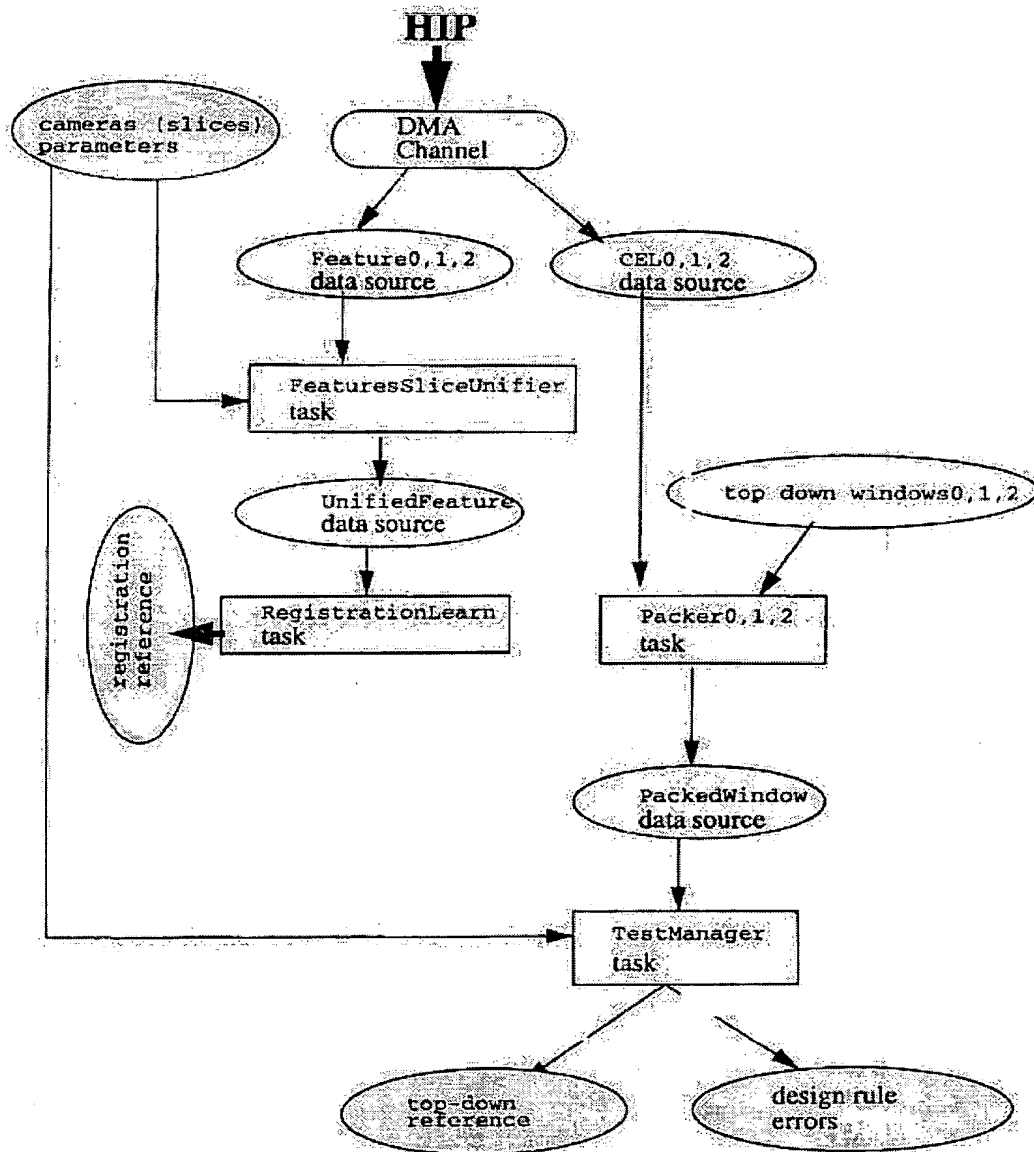 HIP
cameras (slices)
parameters
DMA
Channel
Feature0,1,2
data source
CEL0,1,2
data source
FeaturesSliceUnifier
task
UnifiedFeature
data source
top down windows0,1,2
registration
reference
RegistrationLearn
task
Packer0,1,2
task
PackedWindow
data source
TestManager
task
top-down
reference
design rule
errors